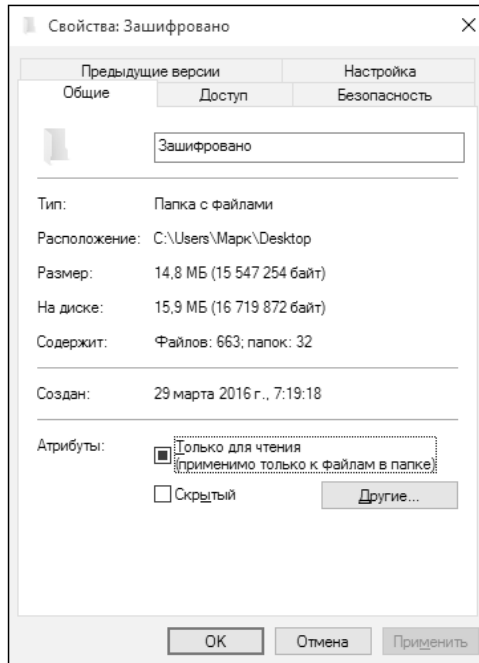 Свойства: Зашифровано
Предыдущие версии Настройка
Общие Доступ Безопасность
Зашифровано
Тип: Папка с файлами
Расположение: C:\Users\Марк\Desktop
Размер: 14,8 МБ (15 547 254 байт)
На диске: 15,9 МБ (16 719 872 байт)
Содержит: Файлов: 663; папок: 32
Создан: 29 марта 2016 г., 7:19:18
Атрибуты: Только для чтения
(применимо только к файлам в папке)
Скрытый Другие...
OK Отмена Применить